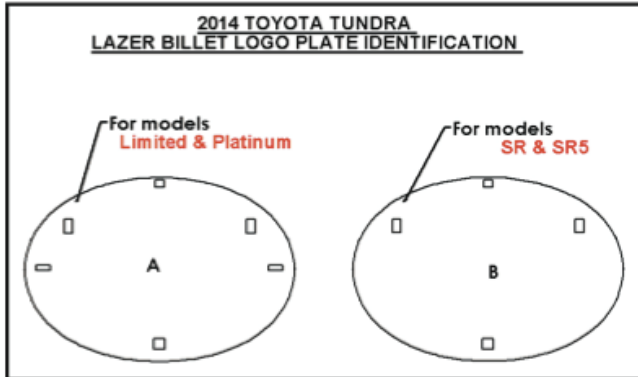 2014 TOYOTA TUNDRA
LAZER BILLET LOGO PLATE IDENTIFICATION
For models
Limited & Platinum
A
For models
SR & SR5
B